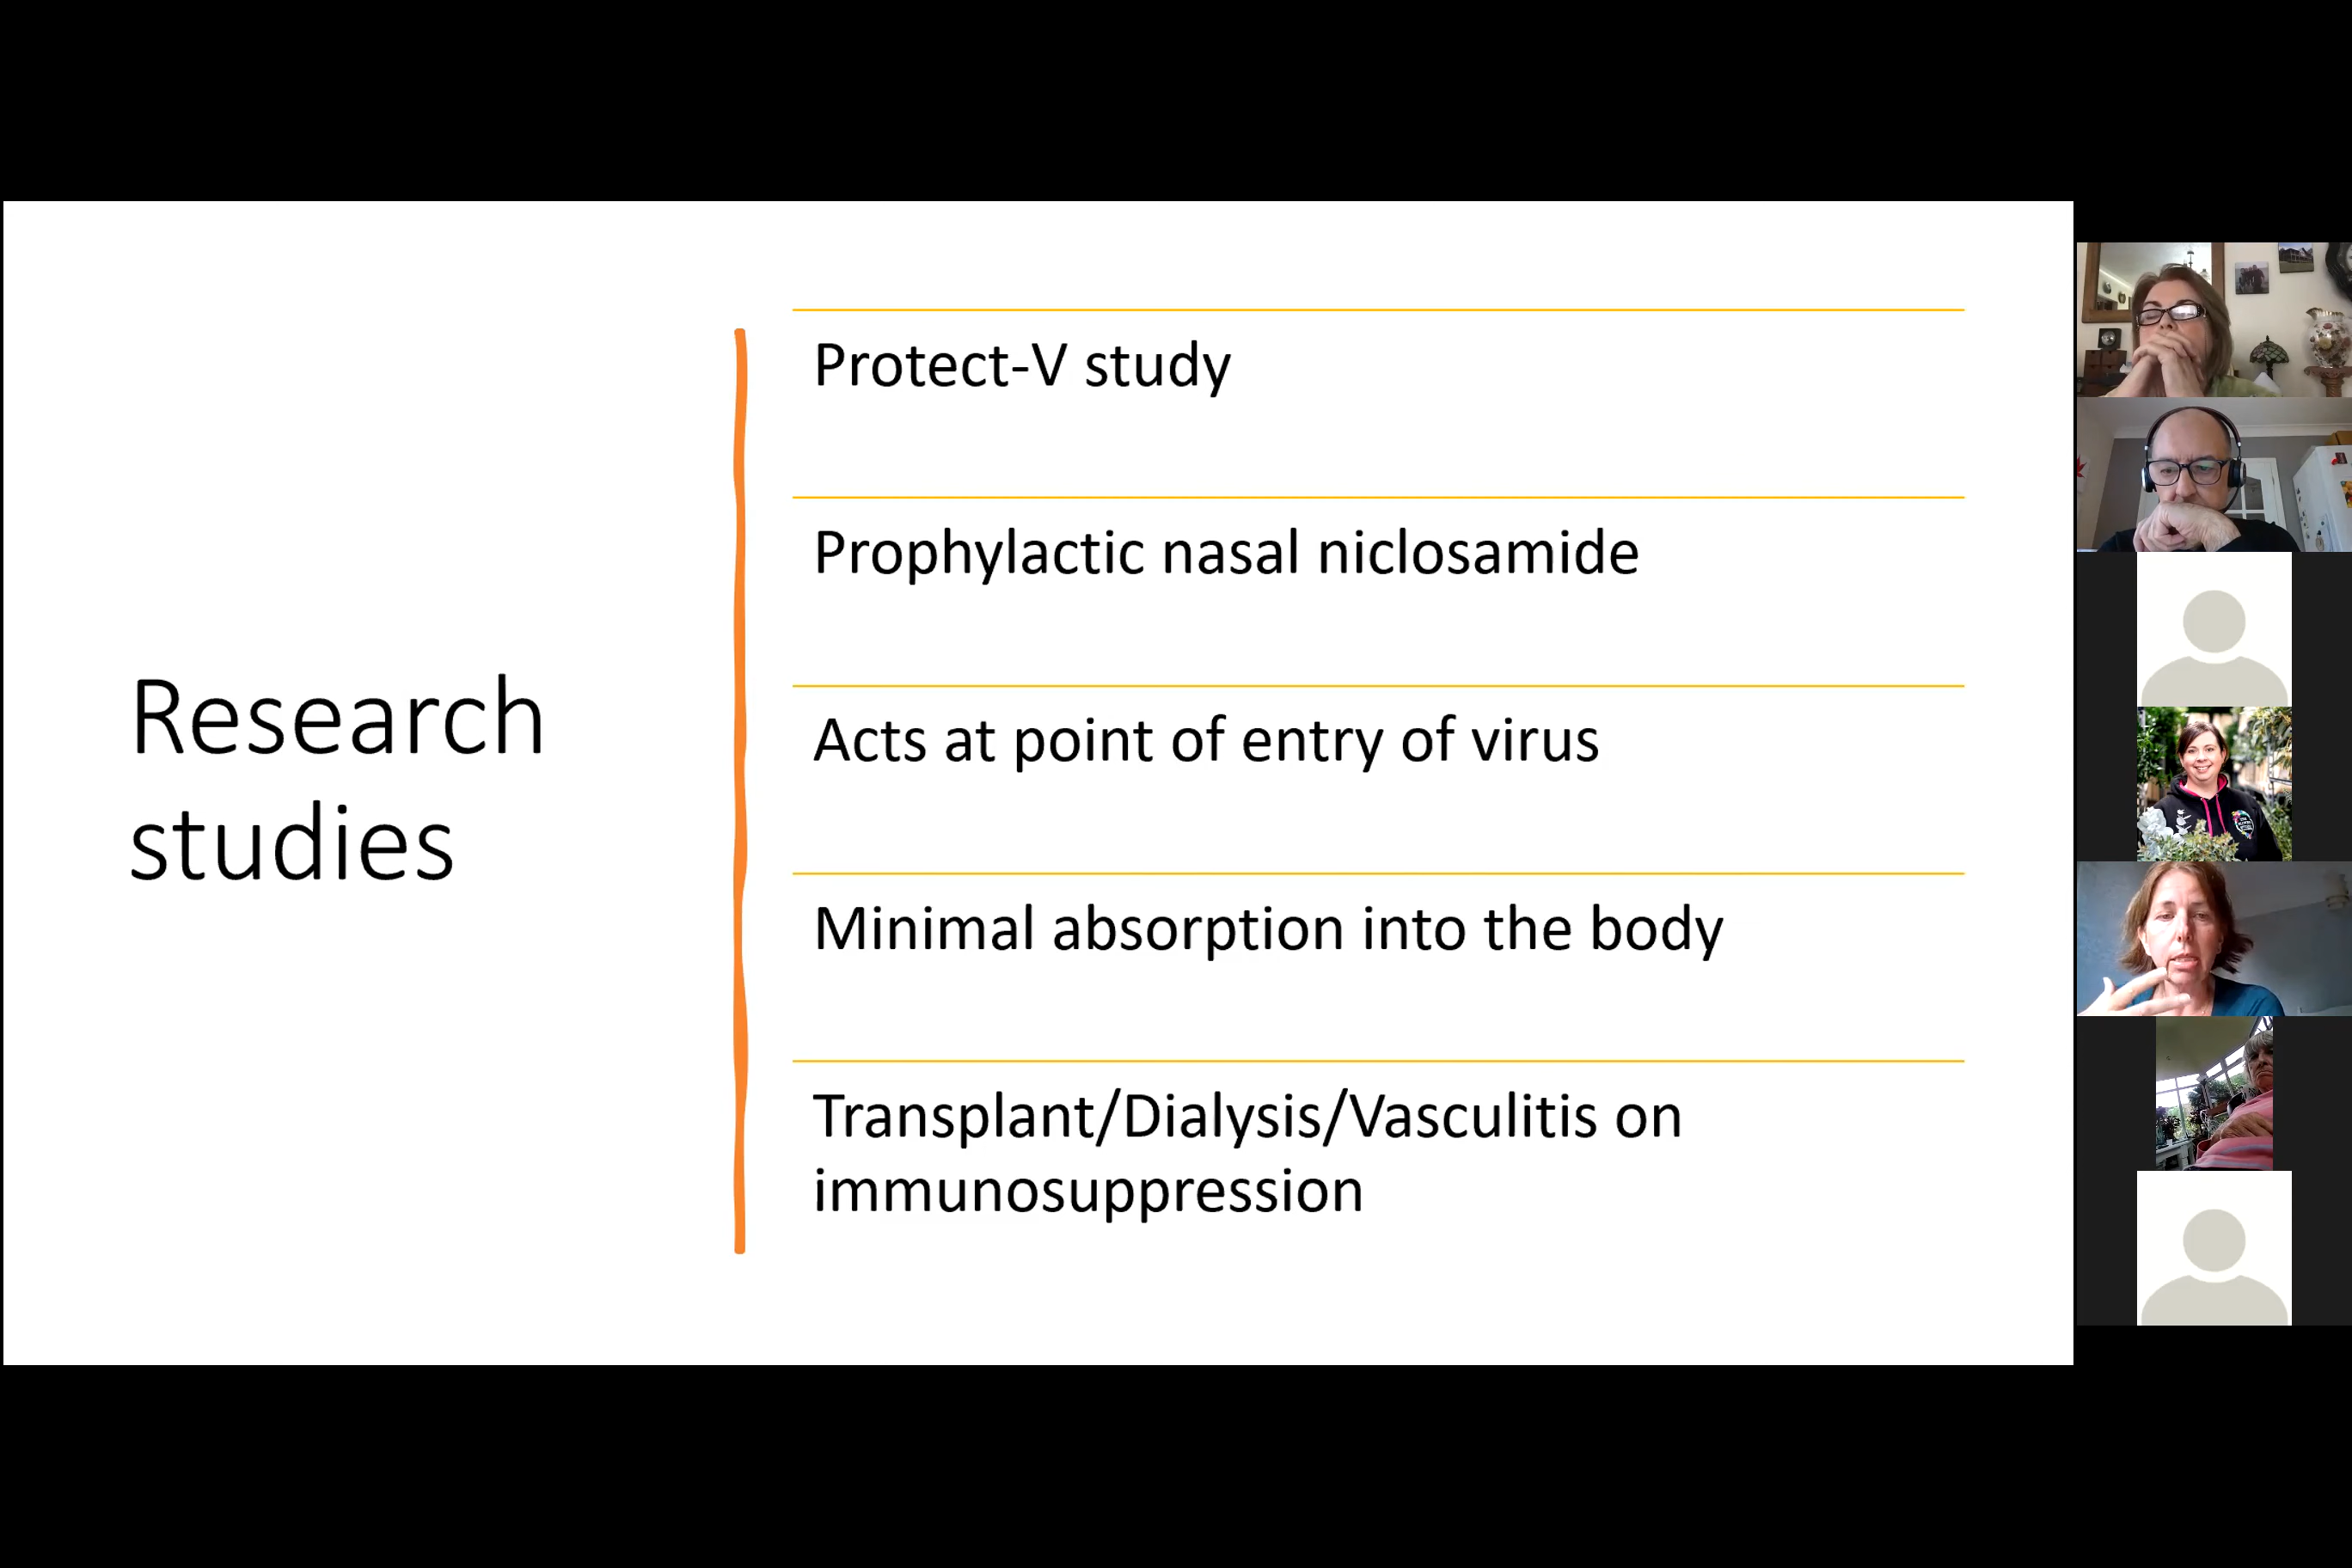 Research
studies
Protect-V study
Prophylactic nasal niclosamide
Acts at point of entry of virus
Minimal absorption into the body
Transplant/Dialysis/Vasculitis on
immunosuppression